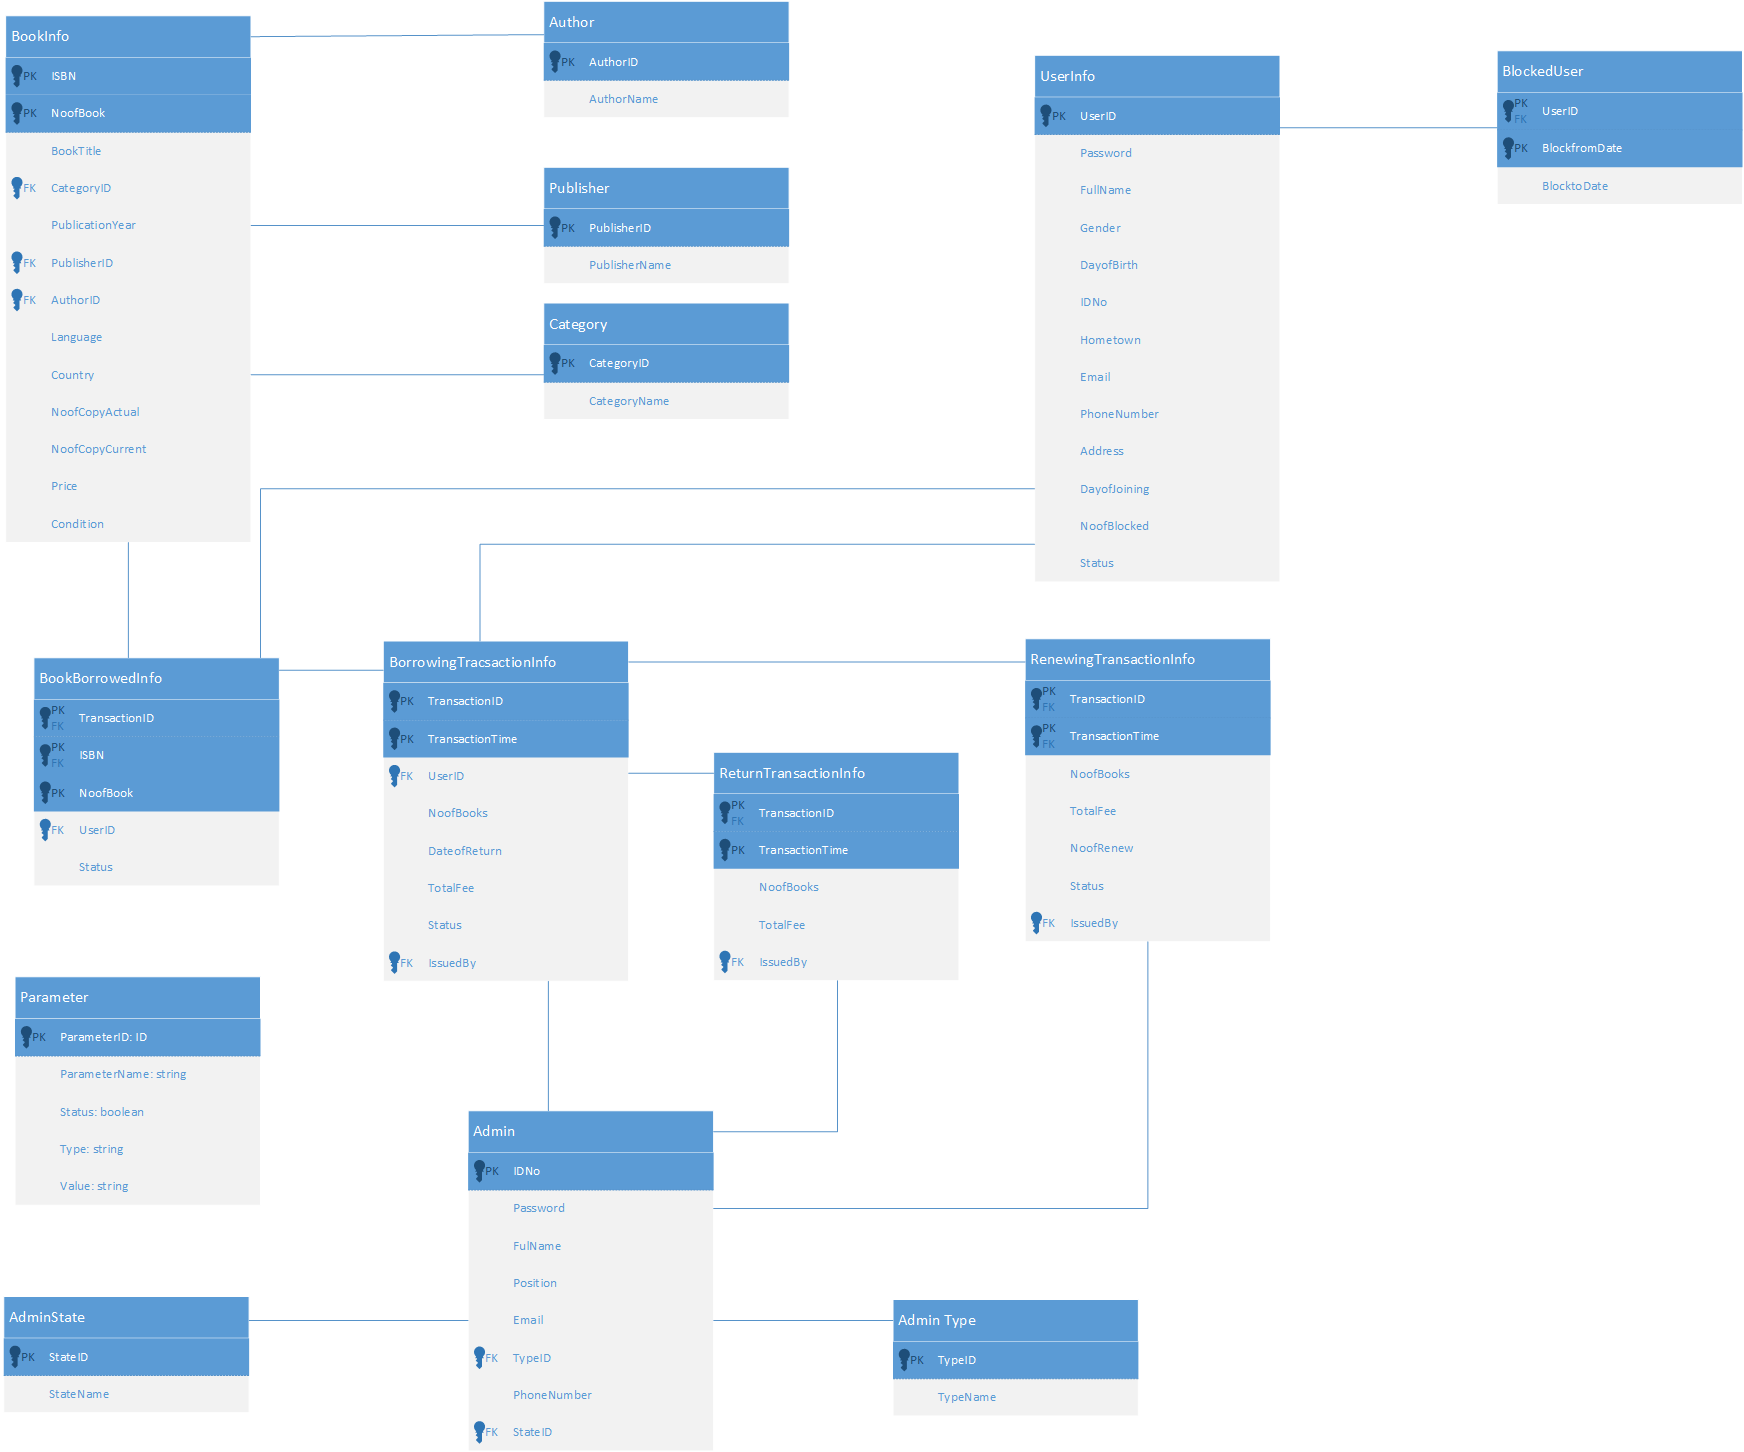 BookInfo
PK ISBN
PK NoofBook
BookTitle
FK CategoryID
PublicationYear
FK PublisherID
FK AuthorID
Language
Country
NoofCopyActual
NoofCopyCurrent
Price
Condition
Author
PK AuthorID
AuthorName
Publisher
PK PublisherID
PublisherName
Category
PK CategoryID
CategoryName
UserInfo
PK UserID
Password
FullName
Gender
DayofBirth
IDNo
Hometown
Email
PhoneNumber
Address
DayofJoining
NoofBlocked
Status
BlockedUser
PK
FK UserID
PK BlockfromDate
BlocktoDate
BookBorrowedInfo
PK
FK TransactionID
PK
FK ISBN
PK NoofBook
FK UserID
Status
BorrowingTracsactionInfo
PK TransactionID
PK TransactionTime
FK UserID
NoofBooks
DateofReturn
TotalFee
Status
FK IssuedBy
ReturnTransactionInfo
PK
FK TransactionID
PK TransactionTime
NoofBooks
TotalFee
FK IssuedBy
RenewingTransactionInfo
PK
FK TransactionID
PK
FK TransactionTime
NoofBooks
TotalFee
NoofRenew
Status
FK IssuedBy
Parameter
PK ParameterID: ID
ParameterName: string
Status: boolean
Type: string
Value: string
Admin
PK IDNo
Password
FulName
Position
Email
FK TypeID
PhoneNumber
FK StateID
AdminState
PK StateID
StateName
Admin Type
PK TypeID
TypeName